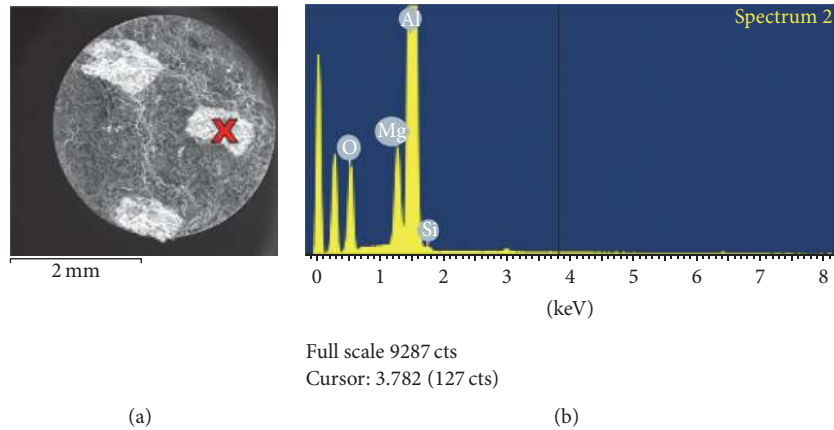 2 mm
(a)
Spectrum 2
Al
Mg
O
Si
0 1 2 3 4 5 6 7 8
(keV)
Full scale 9287 cts
Cursor: 3.782 (127 cts)
(b)